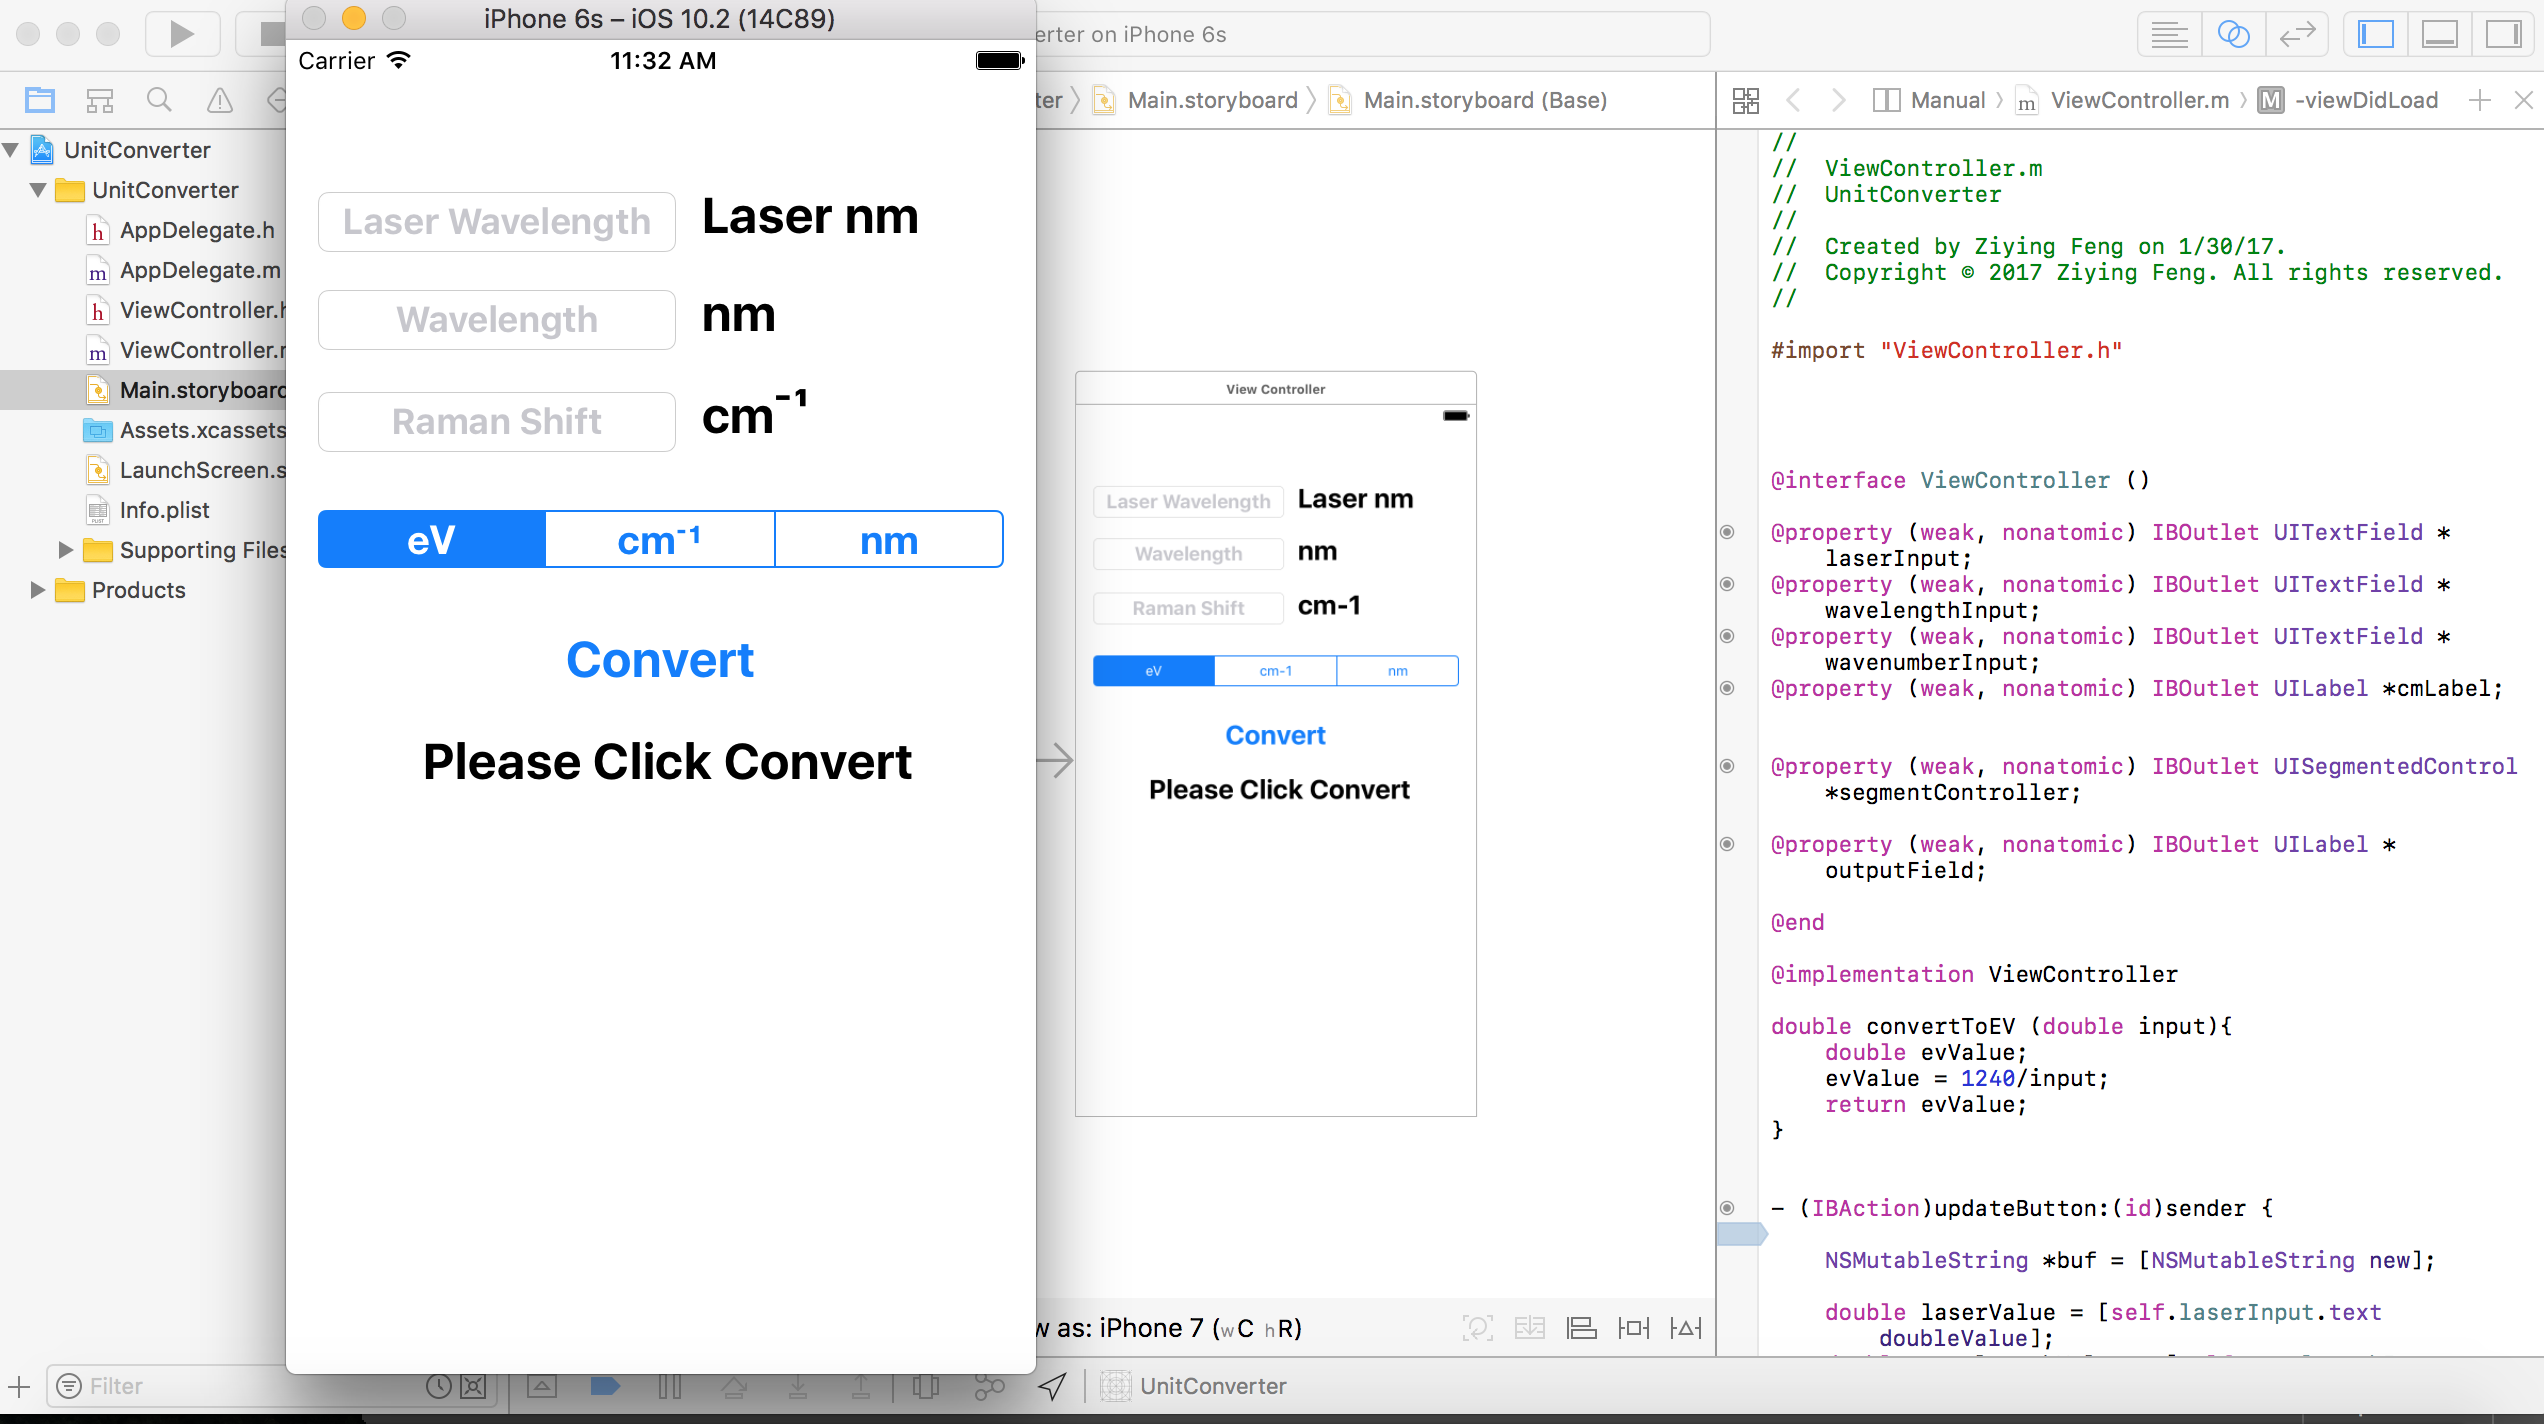 iPhone 6s – iOS 10.2 (14C89)
erter on iPhone 6s
Carrier
11:32 AM
Laser Wavelength
Laser nm
Wavelength
nm
Raman Shift
cm⁻¹
eV
cm⁻¹
nm
Convert
Please Click Convert
UnitConverter
UnitConverter
h AppDelegate.h
m AppDelegate.m
h ViewController.h
m ViewController.
Main.storyboard
Assets.xcassets
LaunchScreen.s
Info.plist
Supporting Files
Products
Filter
ter
Main.storyboard
Main.storyboard (Base)
View Controller
Laser Wavelength
Laser nm
Wavelength
nm
Raman Shift
cm-1
eV
cm-1
nm
Convert
Please Click Convert
w as: iPhone 7 (wC hR)
UnitConverter
Manual
m ViewController.m
M -viewDidLoad
//
//  ViewController.m
//  UnitConverter
//
//  Created by Ziying Feng on 1/30/17.
//  Copyright © 2017 Ziying Feng. All rights reserved.
//
#import "ViewController.h"
@interface ViewController ()
@property (weak, nonatomic) IBOutlet UITextField *
laserInput;
@property (weak, nonatomic) IBOutlet UITextField *
wavelengthInput;
@property (weak, nonatomic) IBOutlet UITextField *
wavenumberInput;
@property (weak, nonatomic) IBOutlet UILabel *cmLabel;
@property (weak, nonatomic) IBOutlet UISegmentedControl
*segmentController;
@property (weak, nonatomic) IBOutlet UILabel *
outputField;
@end
@implementation ViewController
double convertToEV (double input){
double evValue;
evValue = 1240/input;
return evValue;
}
- (IBAction)updateButton:(id)sender {
NSMutableString *buf = [NSMutableString new];
double laserValue = [self.laserInput.text
doubleValue];